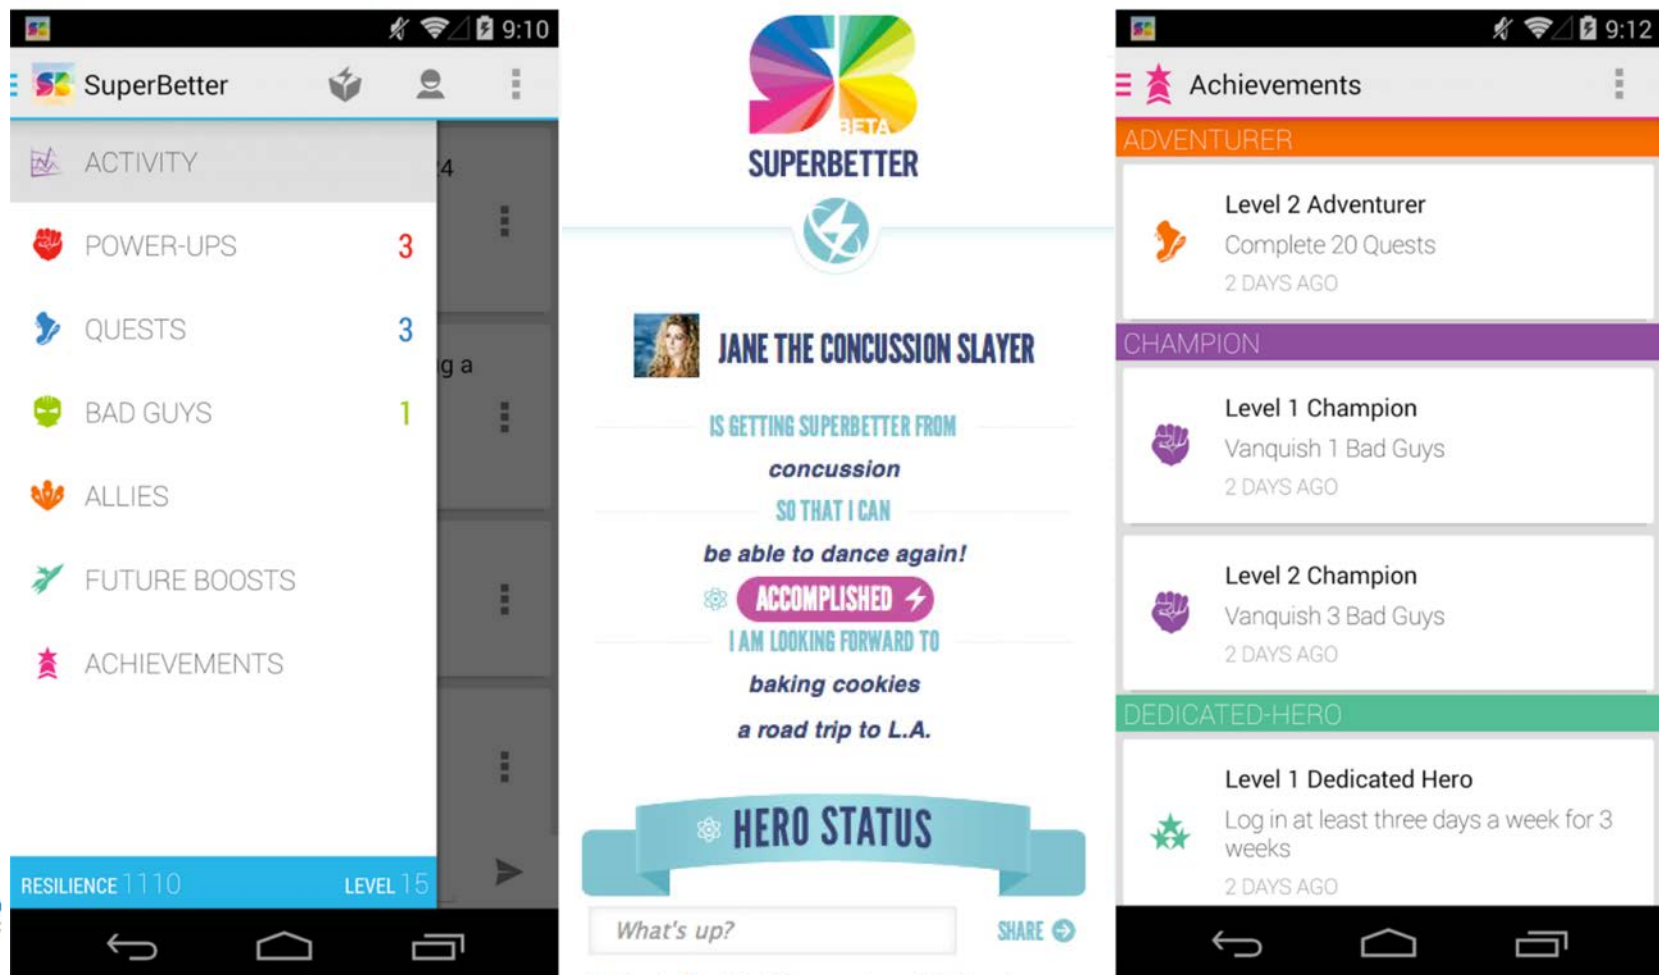 9:10
SuperBetter
ACTIVITY
24
POWER-UPS 3
QUESTS 3
g a
BAD GUYS 1
ALLIES
FUTURE BOOSTS
ACHIEVEMENTS
RESILIENCE 1110 LEVEL 15
SB
BETA
SUPERBETTER
JANE THE CONCUSSION SLAYER
IS GETTING SUPERBETTER FROM
concussion
SO THAT I CAN
be able to dance again!
ACCOMPLISHED
I AM LOOKING FORWARD TO
baking cookies
a road trip to L.A.
HERO STATUS
What's up? SHARE
9:12
Achievements
ADVENTURER
Level 2 Adventurer
Complete 20 Quests
2 DAYS AGO
CHAMPION
Level 1 Champion
Vanquish 1 Bad Guys
2 DAYS AGO
Level 2 Champion
Vanquish 3 Bad Guys
2 DAYS AGO
DEDICATED-HERO
Level 1 Dedicated Hero
Log in at least three days a week for 3
weeks
2 DAYS AGO